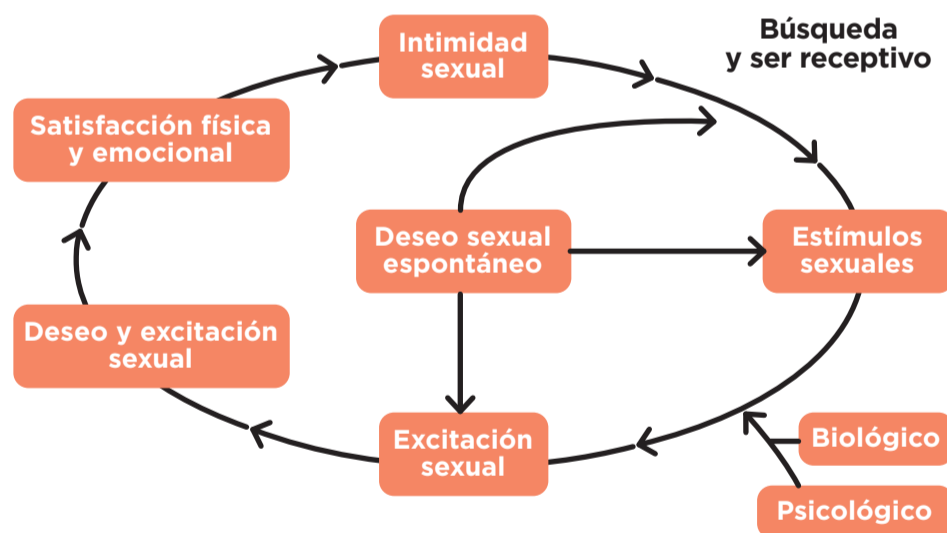 Intimidad
sexual
Búsqueda
y ser receptivo
Satisfacción física
y emocional
Deseo sexual
espontáneo
Estímulos
sexuales
Deseo y excitación
sexual
Excitación
sexual
Biológico
Psicológico